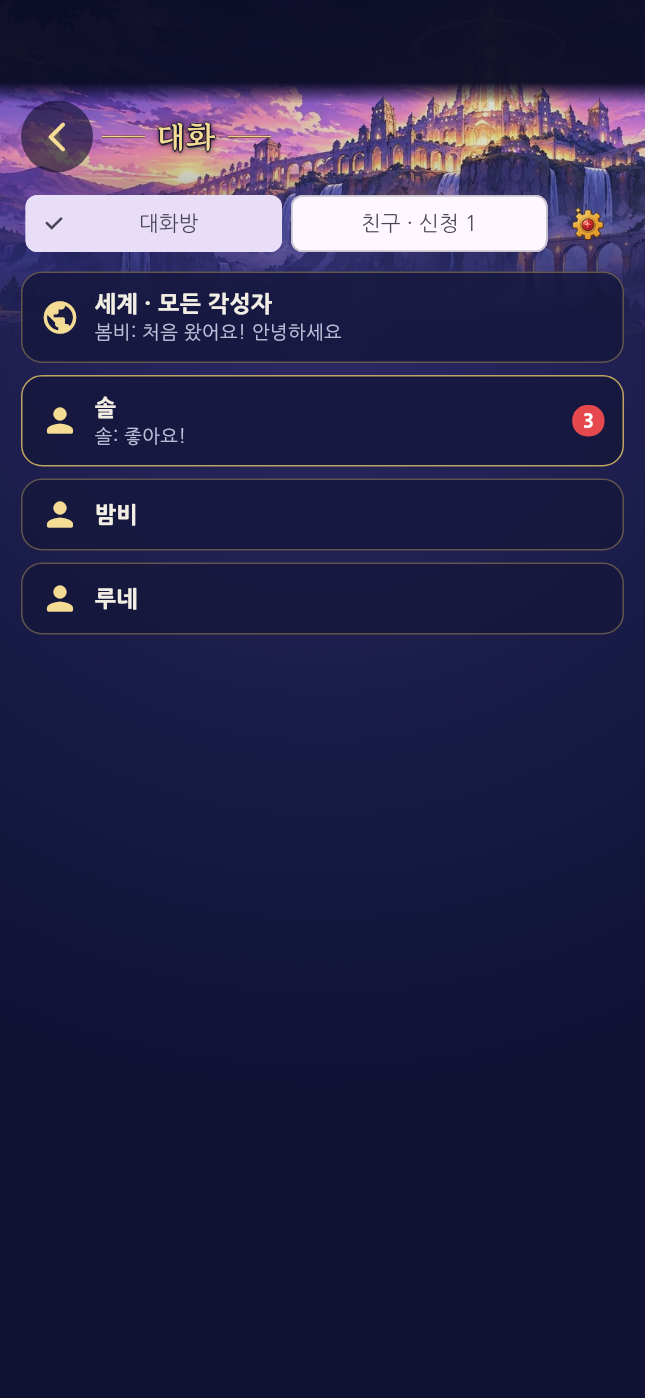 대화
대화방
친구 · 신청 1
세계 · 모든 각성자
봄비: 처음 왔어요! 안녕하세요
솔
솔: 좋아요!
3
밤비
루네